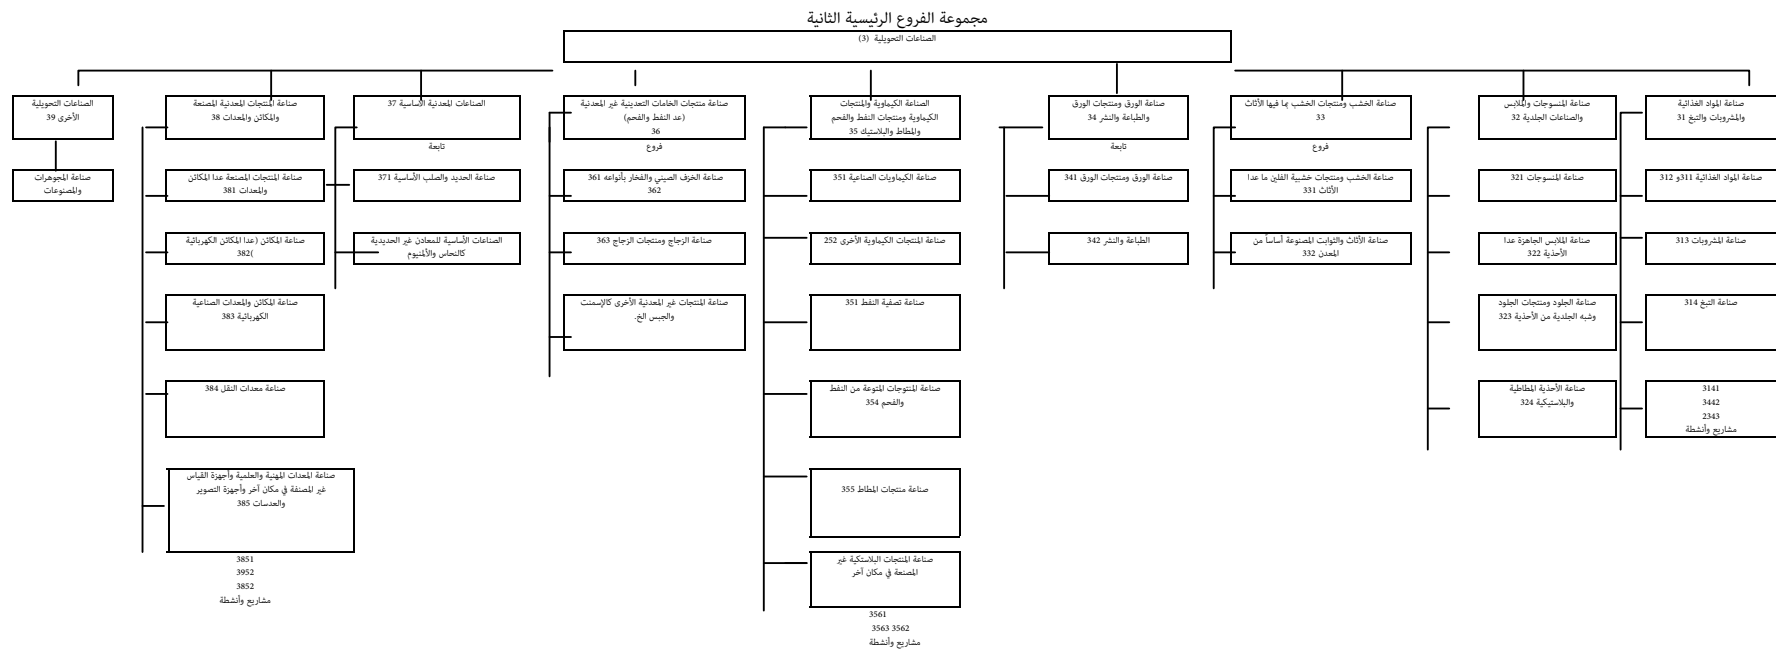 مجموعة الفروع الرئيسية الثانية
الصناعات التحويلية (3)
صناعة المواد الغذائية
والمشروبات والتبغ 31
صناعة المنسوجات والملابس
والصناعات الجلدية 32
صناعة الخشب ومنتجات الخشب بما فيها الأثاث
33
صناعة الورق ومنتجات الورق
والطباعة والنشر 34
الصناعة الكيماوية والمنتجات
الكيماوية ومنتجات النفط والفحم
والمطاط والبلاستيك 35
صناعة منتجات الخامات التعدينية غير المعدنية
(عد النفط والفحم)
36
الصناعات المعدنية الأساسية 37
صناعة المنتجات المعدنية المصنعة
والمكائن والمعدات 38
الصناعات التحويلية
الأخرى 39
فروع
تابعة
فروع
تابعة
صناعة المواد الغذائية 311و 312
صناعة المنسوجات 321
صناعة الخشب ومنتجات خشبية الفلين ما عدا
الأثاث 331
صناعة الورق ومنتجات الورق 341
صناعة الكيماويات الصناعية 351
صناعة الخزف الصيني والفخار بأنواعه 361
362
صناعة الحديد والصلب الأساسية 371
صناعة المنتجات المصنعة عدا المكائن
والمعدات 381
صناعة المجوهرات
والمصنوعات
صناعة المشروبات 313
صناعة الملابس الجاهزة عدا
الأحذية 322
صناعة الأثاث والثوابت المصنوعة أساساً من
المعدن 332
الطباعة والنشر 342
صناعة المنتجات الكيماوية الأخرى 252
صناعة الزجاج ومنتجات الزجاج 363
الصناعات الأساسية للمعادن غير الحديدية
كالنحاس والألمنيوم
صناعة المكائن (عدا المكائن الكهربائية
)382
صناعة التبغ 314
صناعة الجلود ومنتجات الجلود
وشبه الجلدية من الأحذية 323
صناعة تصفية النفط 351
صناعة المنتجات غير المعدنية الأخرى كالإسمنت
والجبس الخ.
صناعة المكائن والمعدات الصناعية
الكهربائية 383
3141
3442
2343
مشاريع وأنشطة
صناعة الأحذية المطاطية
والبلاستيكية 324
صناعة المنتوجات المتوعة من النفط
والفحم 354
صناعة معدات النقل 384
صناعة منتجات المطاط 355
صناعة المعدات المهنية والعلمية وأجهزة القياس
غير المصنفة في مكان آخر وأجهزة التصوير
والعدسات 385
صناعة المنتجات البلاستكية غير
المصنعة في مكان آخر
3851
3952
3852
مشاريع وأنشطة
3561
3562 3563
مشاريع وأنشطة